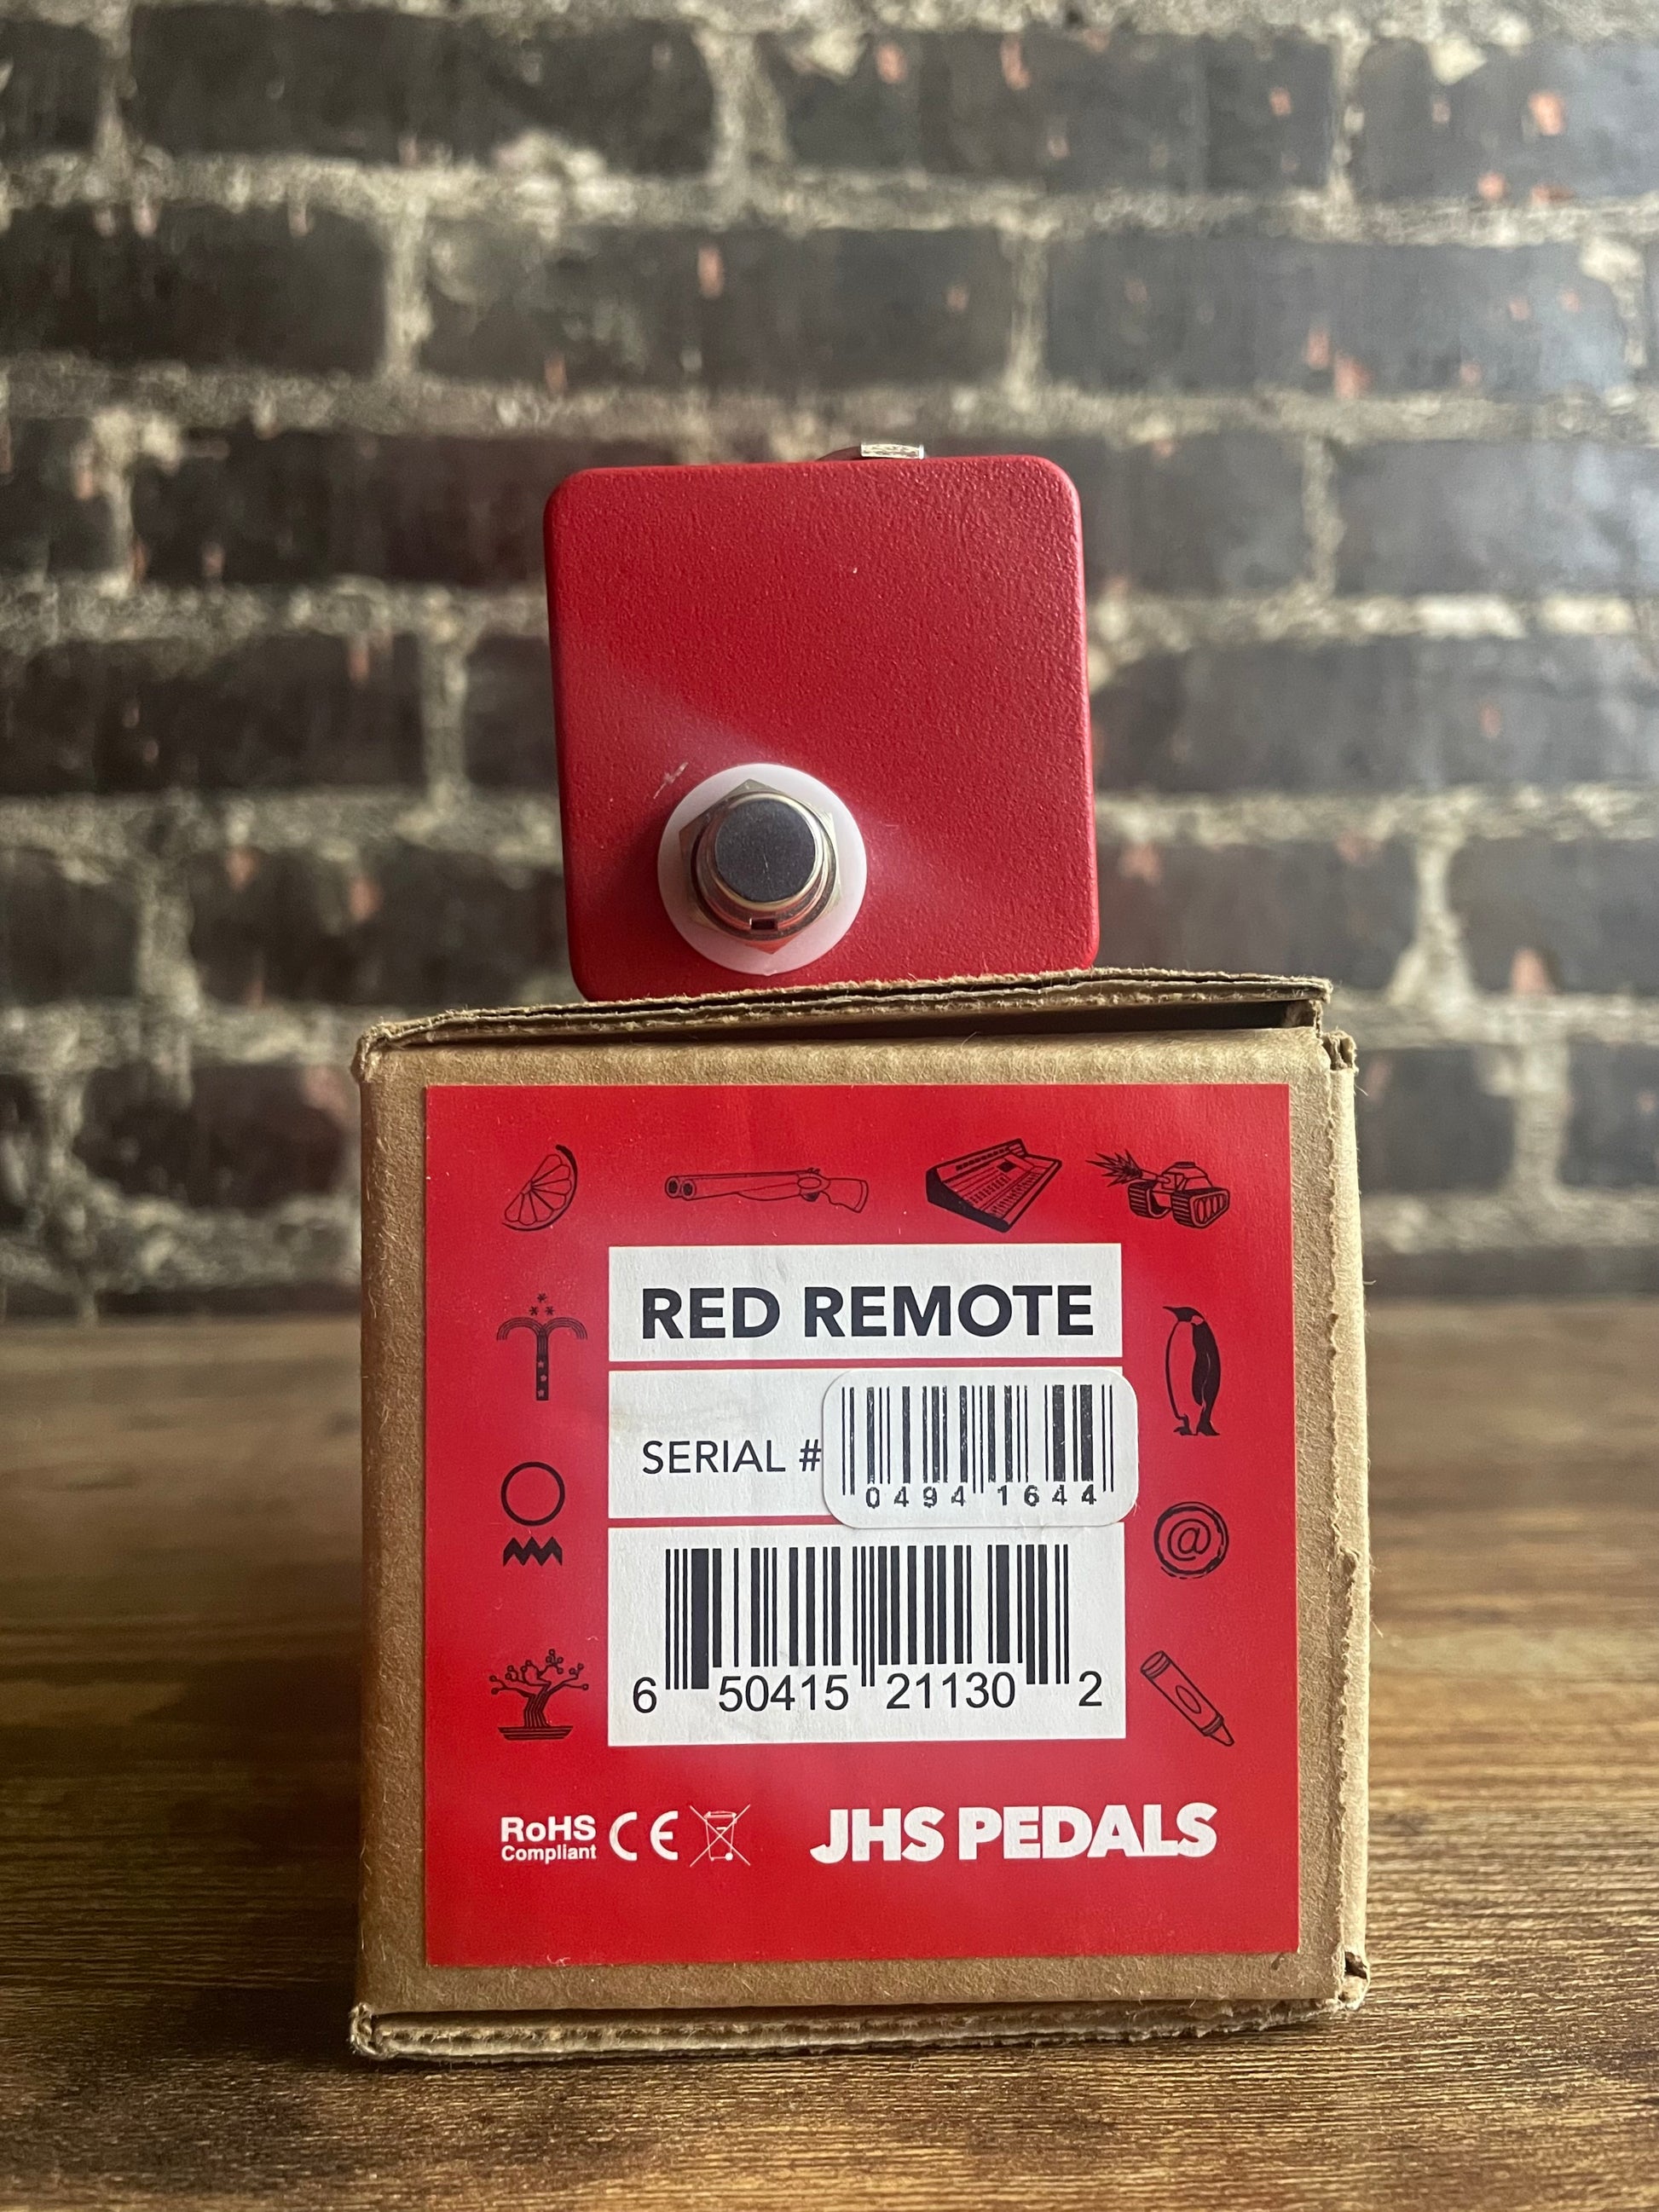 RED REMOTE
SERIAL #
0494 1644
6 50415 21130 2
@
RoHS
Compliant
CE
JHS PEDALS